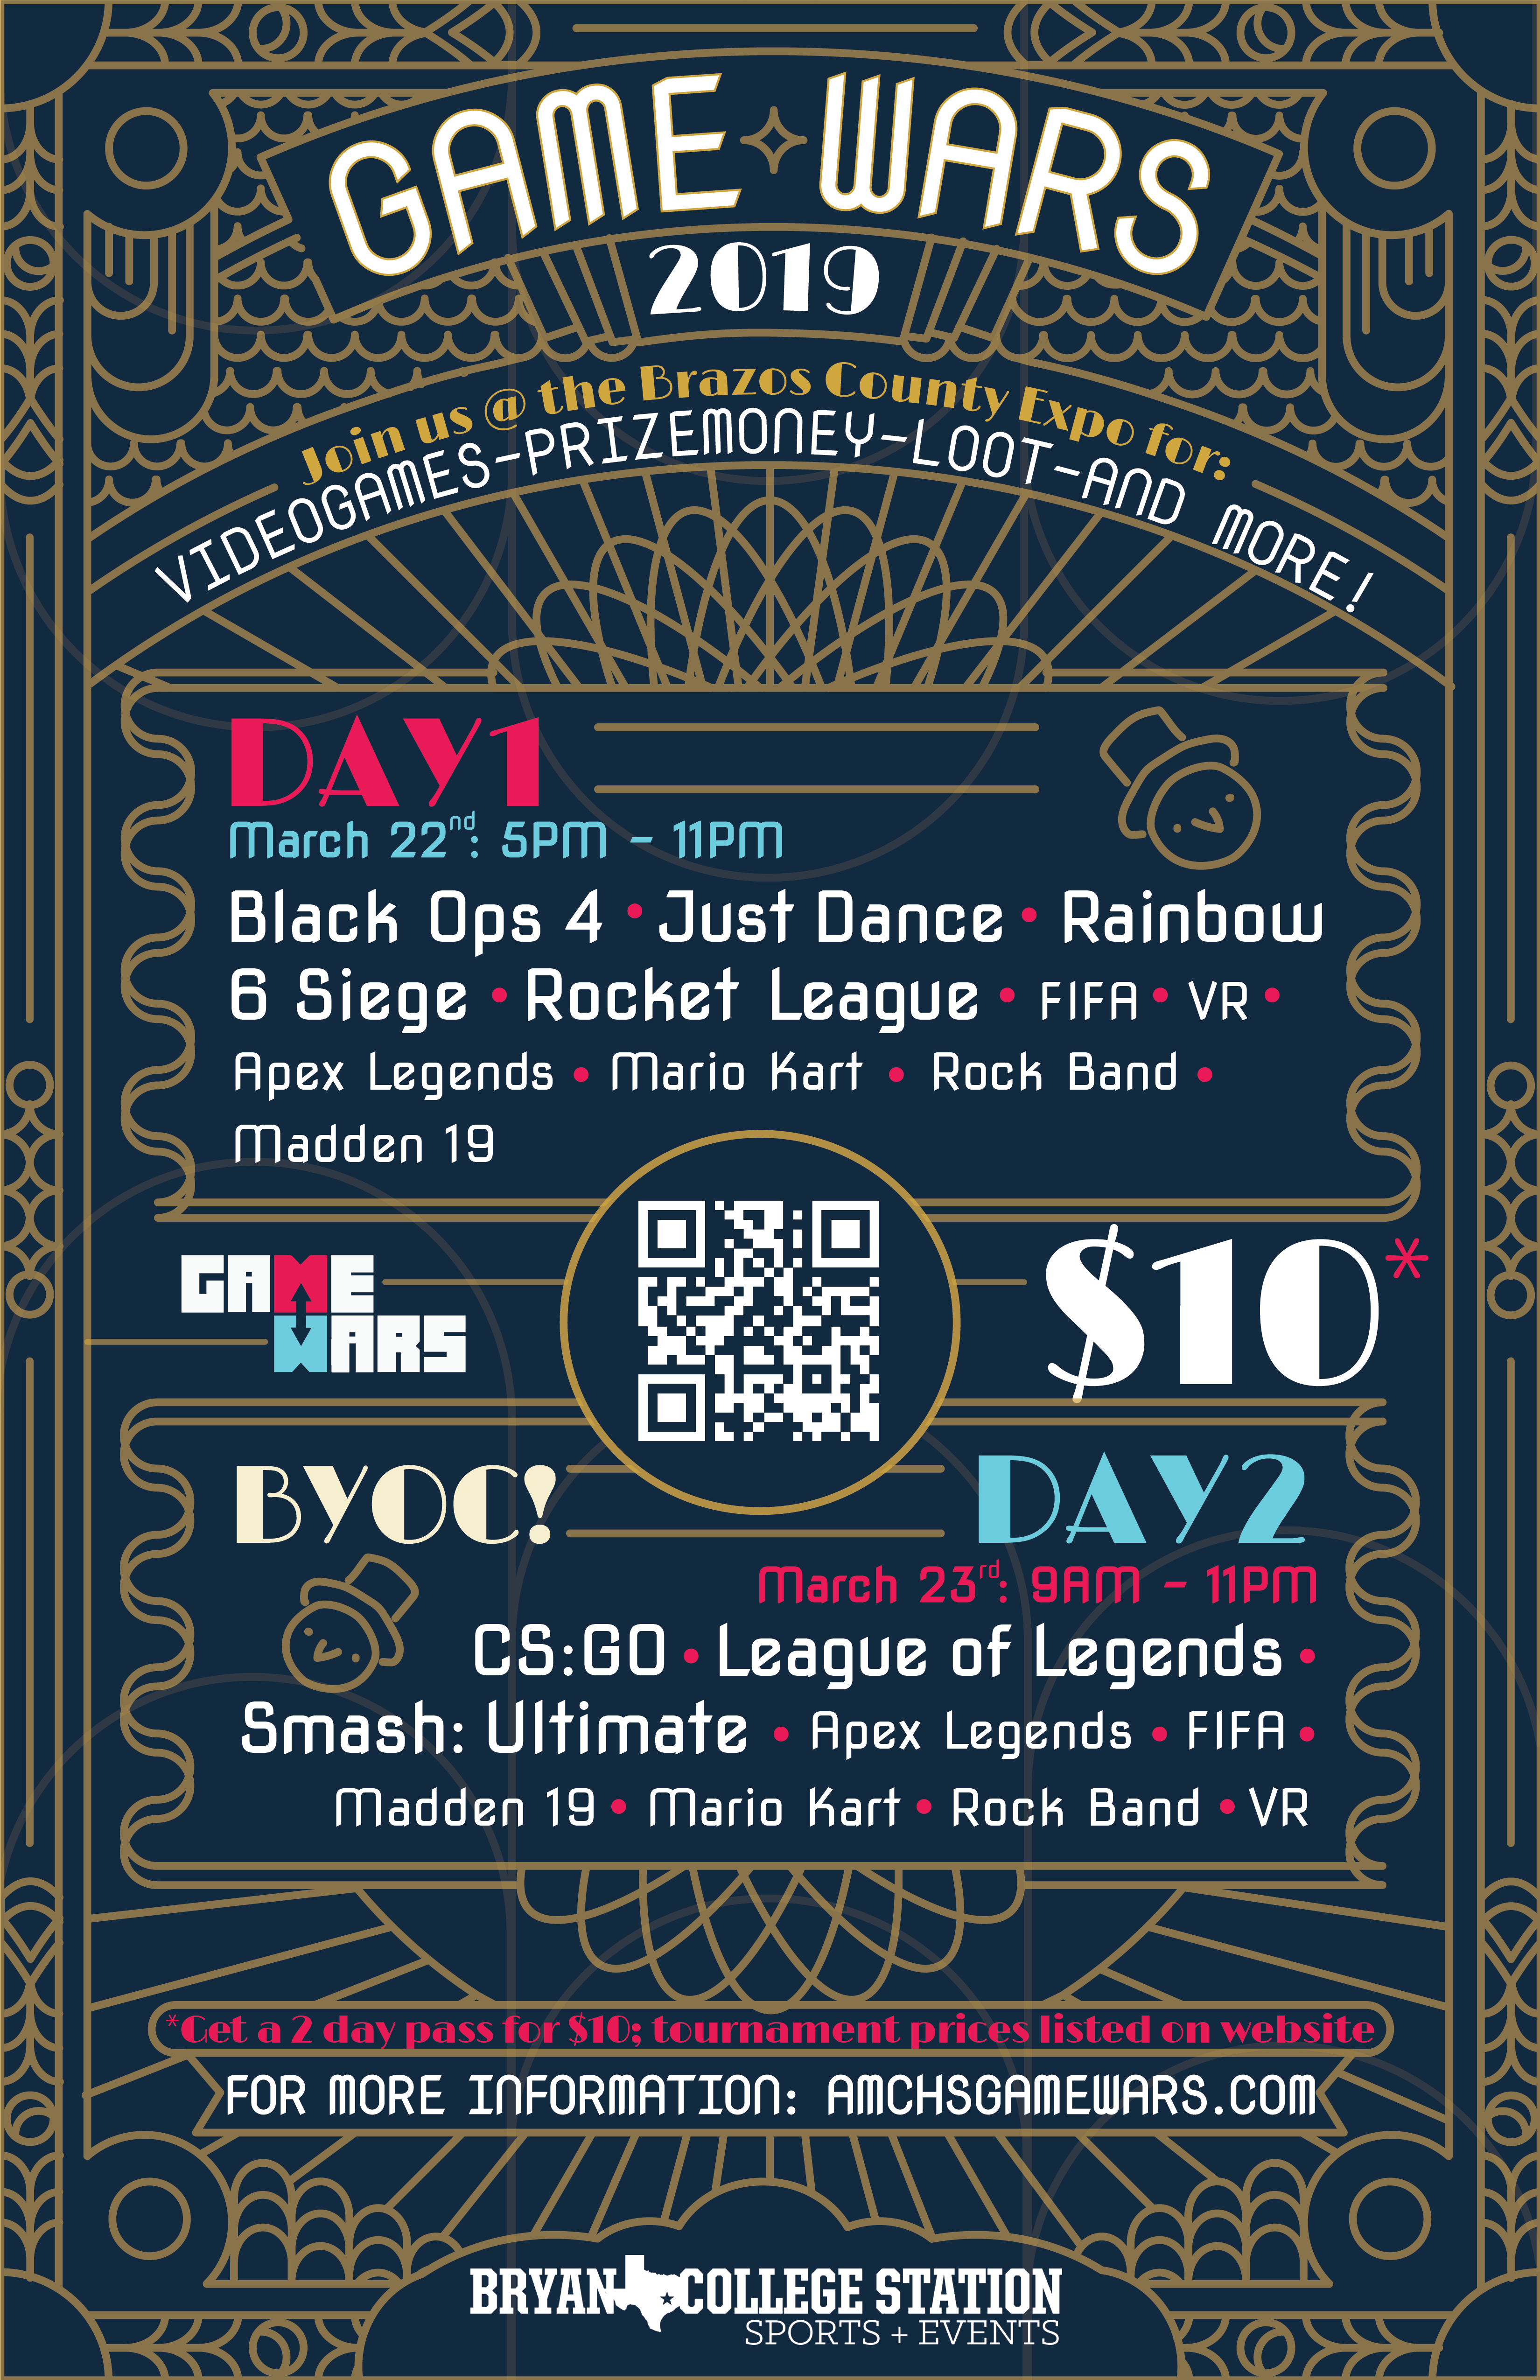 GAME WARS
2019
Join us @ the Brazos County Expo for:
VIDEOGAMES-PRIZEMONEY-LOOT-AND MORE!
DAY1
March 22nd: 5PM - 11PM
Black Ops 4 • Just Dance • Rainbow
6 Siege • Rocket League • FIFA • VR •
Apex Legends • Mario Kart • Rock Band •
Madden 19
GAME
WARS
$10*
BYOC!
DAY2
March 23rd: 9AM - 11PM
CS:GO • League of Legends •
Smash: Ultimate • Apex Legends • FIFA •
Madden 19 • Mario Kart • Rock Band • VR
*Get a 2 day pass for $10; tournament prices listed on website
FOR MORE INFORMATION: AMCHSGAMEWARS.COM
BRYAN COLLEGE STATION
SPORTS + EVENTS